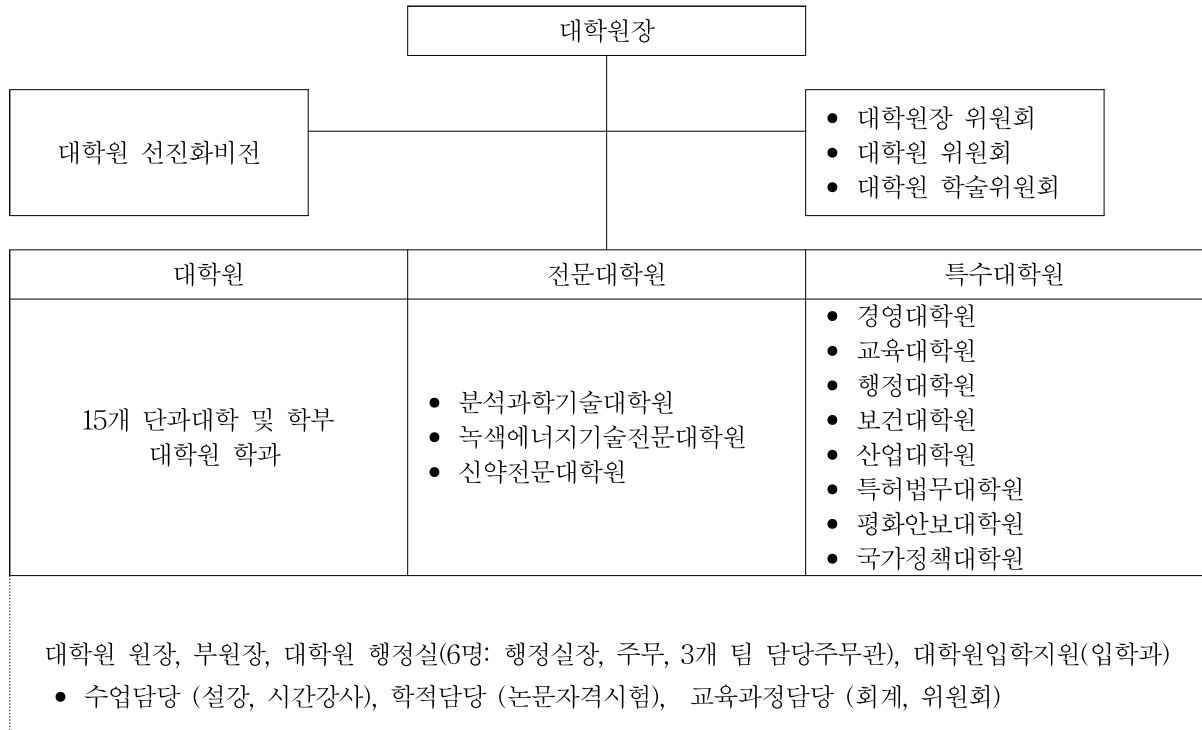 대학원장
대학원 선진화비전
• 대학원장 위원회
• 대학원 위원회
• 대학원 학술위원회
대학원
전문대학원
특수대학원
15개 단과대학 및 학부
대학원 학과
• 분석과학기술대학원
• 녹색에너지기술전문대학원
• 신약전문대학원
• 경영대학원
• 교육대학원
• 행정대학원
• 보건대학원
• 산업대학원
• 특허법무대학원
• 평화안보대학원
• 국가정책대학원
대학원 원장, 부원장, 대학원 행정실(6명: 행정실장, 주무, 3개 팀 담당주무관), 대학원입학지원(입학과)
• 수업담당 (설강, 시간강사), 학적담당 (논문자격시험), 교육과정담당 (회계, 위원회)